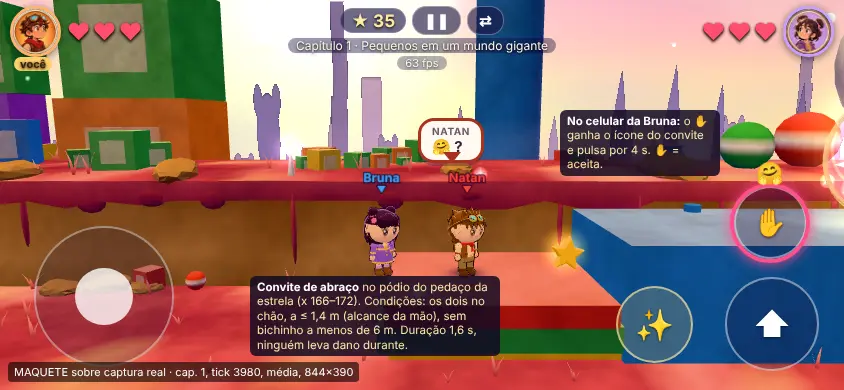 ★ 35
Capítulo 1 · Pequenos em um mundo gigante
63 fps
você
NATAN
?
Bruna
Natan
No celular da Bruna: o ✋
ganha o ícone do convite
e pulsa por 4 s. ✋ =
aceita.
Convite de abraço no pódio do pedaço da
estrela (x 166–172). Condições: os dois no
chão, a ≤ 1,4 m (alcance da mão), sem
bichinho a menos de 6 m. Duração 1,6 s,
ninguém leva dano durante.
MAQUETE sobre captura real · cap. 1, tick 3980, média, 844×390